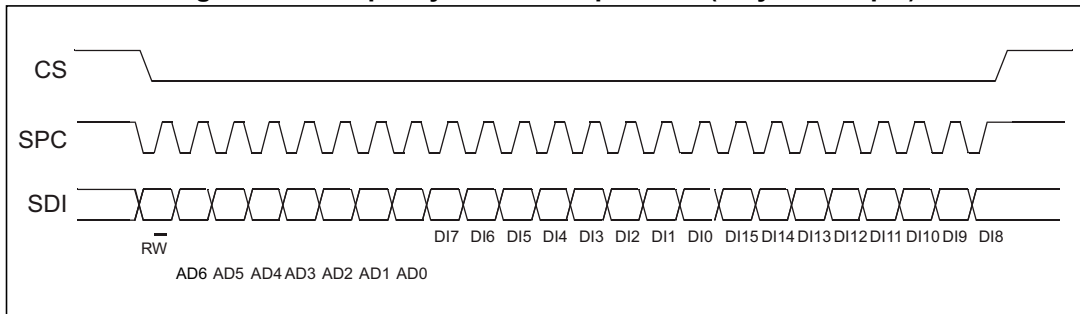 CS
SPC
SDI
RW
DI7 DI6 DI5 DI4 DI3 DI2 DI1 DI0 DI15 DI14 DI13 DI12 DI11 DI10 DI9 DI8
AD6 AD5 AD4 AD3 AD2 AD1 AD0